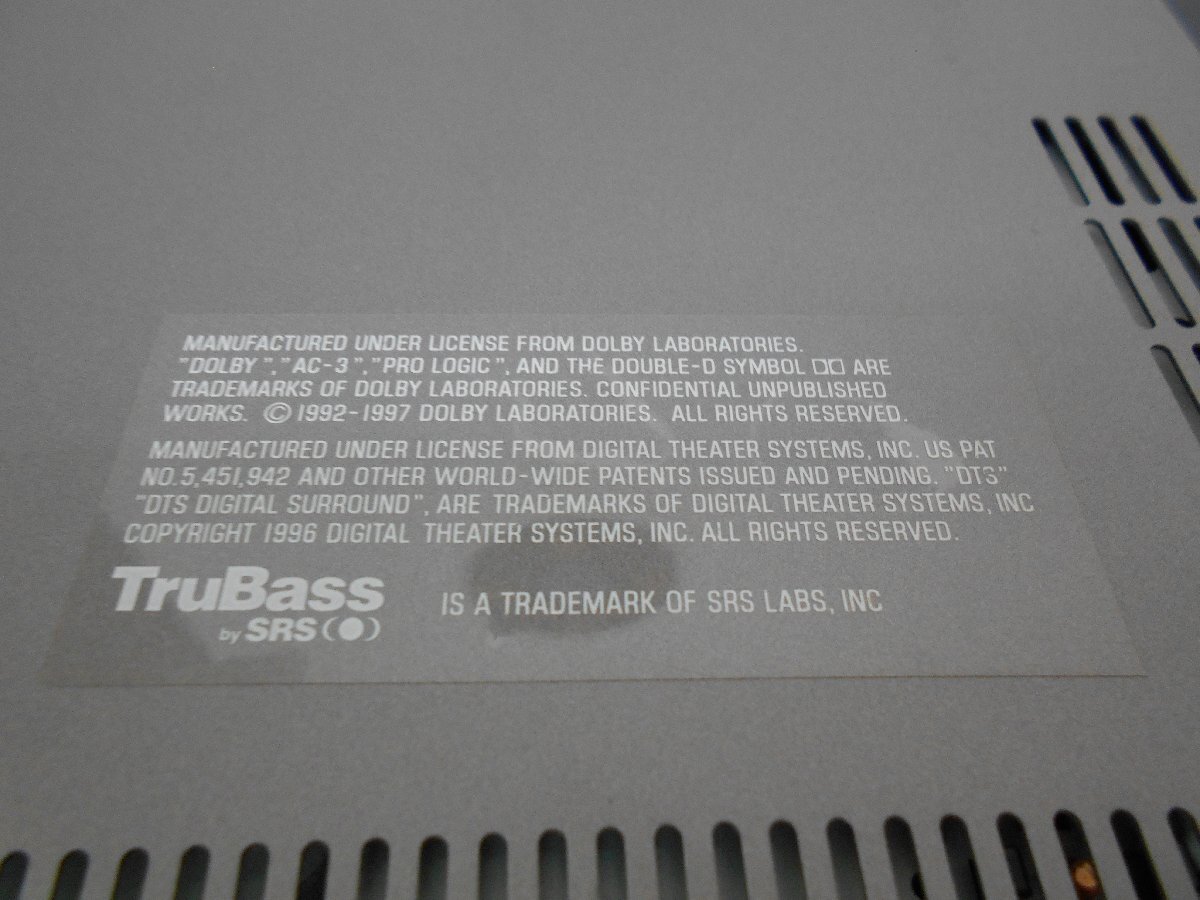 MANUFACTURED UNDER LICENSE FROM DOLBY LABORATORIES.
"DOLBY", "AC-3", "PRO LOGIC", AND THE DOUBLE-D SYMBOL ARE
TRADEMARKS OF DOLBY LABORATORIES. CONFIDENTIAL UNPUBLISHED
WORKS. © 1992-1997 DOLBY LABORATORIES. ALL RIGHTS RESERVED.
MANUFACTURED UNDER LICENSE FROM DIGITAL THEATER SYSTEMS, INC. US PAT
NO.5,451,942 AND OTHER WORLD-WIDE PATENTS ISSUED AND PENDING. "DTS"
"DTS DIGITAL SURROUND", ARE TRADEMARKS OF DIGITAL THEATER SYSTEMS, INC
COPYRIGHT 1996 DIGITAL THEATER SYSTEMS, INC. ALL RIGHTS RESERVED.
TruBass IS A TRADEMARK OF SRS LABS, INC
by SRS